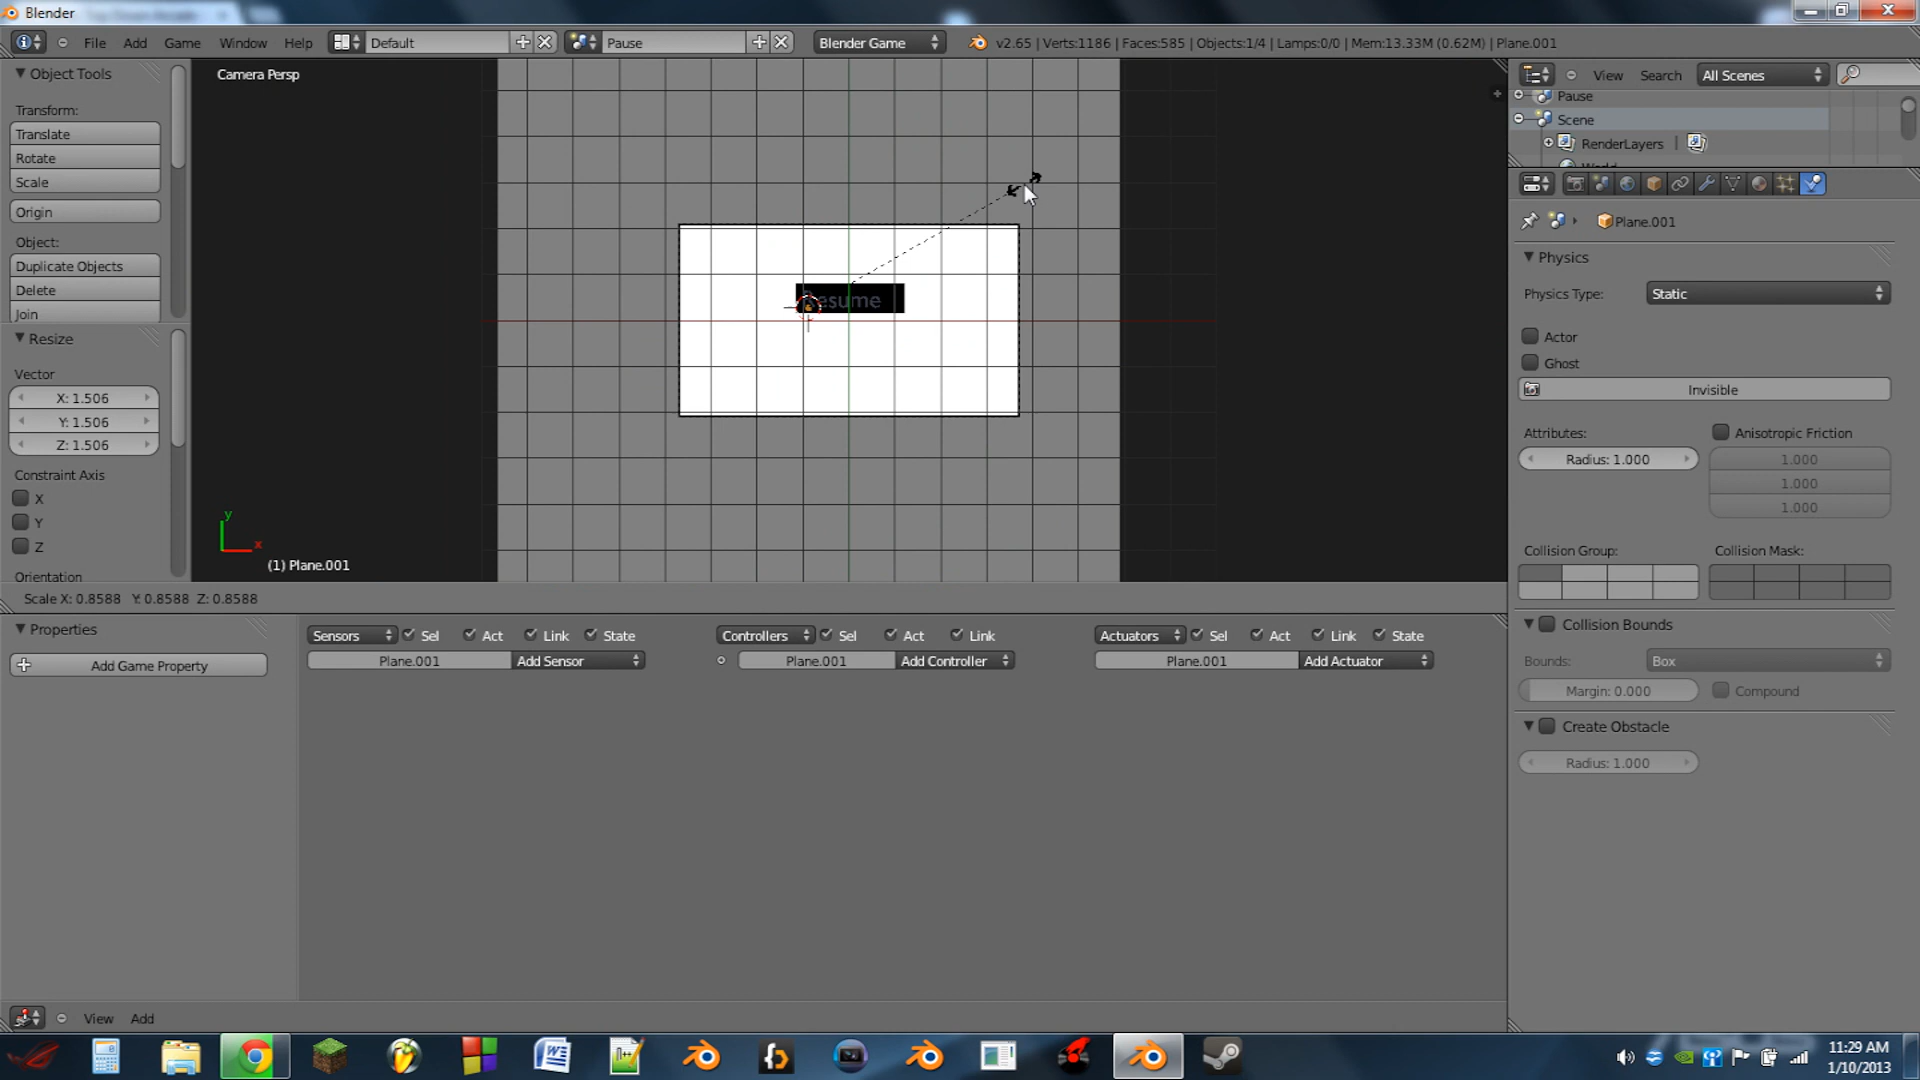 Blender
File Add Game Window Help Default Pause Blender Game v2.65 | Verts:1186 | Faces:585 | Objects:1/4 | Lamps:0/0 | Mem:13.33M (0.62M) | Plane.001
Object Tools
Transform:
Translate
Rotate
Scale
Origin
Object:
Duplicate Objects
Delete
Join
Resize
Vector
X: 1.506
Y: 1.506
Z: 1.506
Constraint Axis
X
Y
Z
Orientation
Camera Persp
Resume
y
x
(1) Plane.001
Scale X: 0.8588 Y: 0.8588 Z: 0.8588
View Search All Scenes
Pause
Scene
RenderLayers
World
Plane.001
Physics
Physics Type: Static
Actor
Ghost
Invisible
Attributes: Anisotropic Friction
Radius: 1.000 1.000
1.000
1.000
Collision Group: Collision Mask:
Collision Bounds
Bounds: Box
Margin: 0.000 Compound
Create Obstacle
Radius: 1.000
Properties
Add Game Property
Sensors Sel Act Link State Controllers Sel Act Link Actuators Sel Act Link State
Plane.001 Add Sensor Plane.001 Add Controller Plane.001 Add Actuator
View Add
11:29 AM
1/10/2013